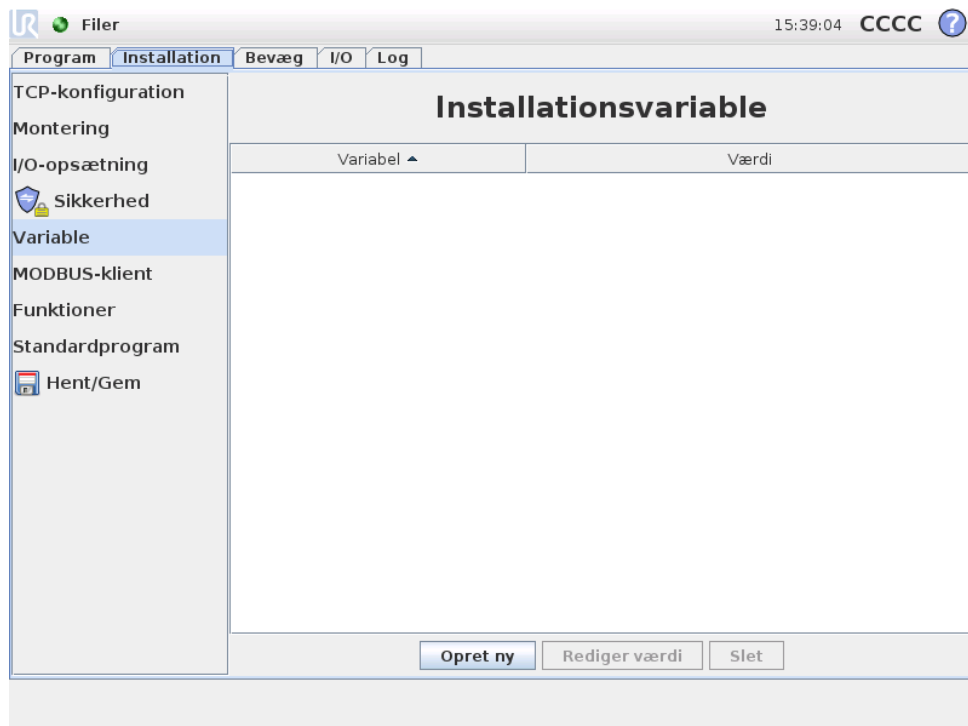 UR Filer 15:39:04 CCCC ?
Program Installation Bevæg I/O Log
TCP-konfiguration
Montering
I/O-opsætning
Sikkerhed
Variable
MODBUS-klient
Funktioner
Standardprogram
Hent/Gem
Installationsvariable
Variabel Værdi
Opret ny Rediger værdi Slet